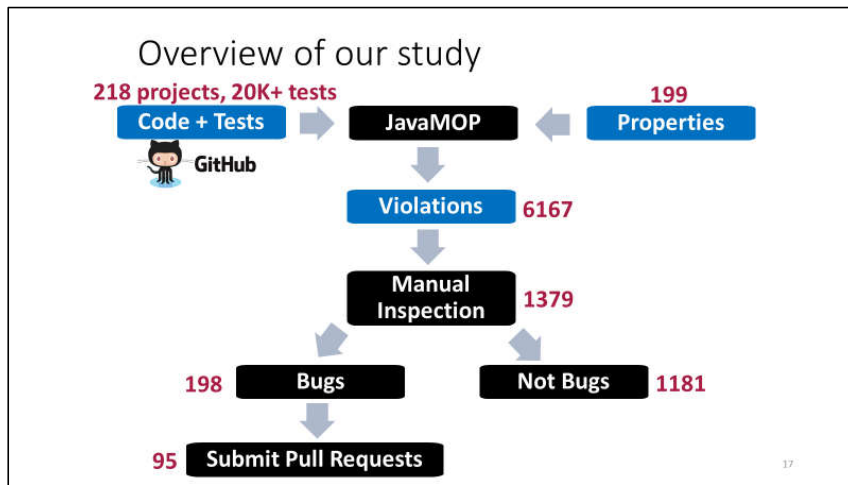 Overview of our study
218 projects, 20K+ tests
199
Code + Tests
JavaMOP
Properties
GitHub
Violations
6167
Manual
Inspection
1379
198
Bugs
Not Bugs
1181
95
Submit Pull Requests
17